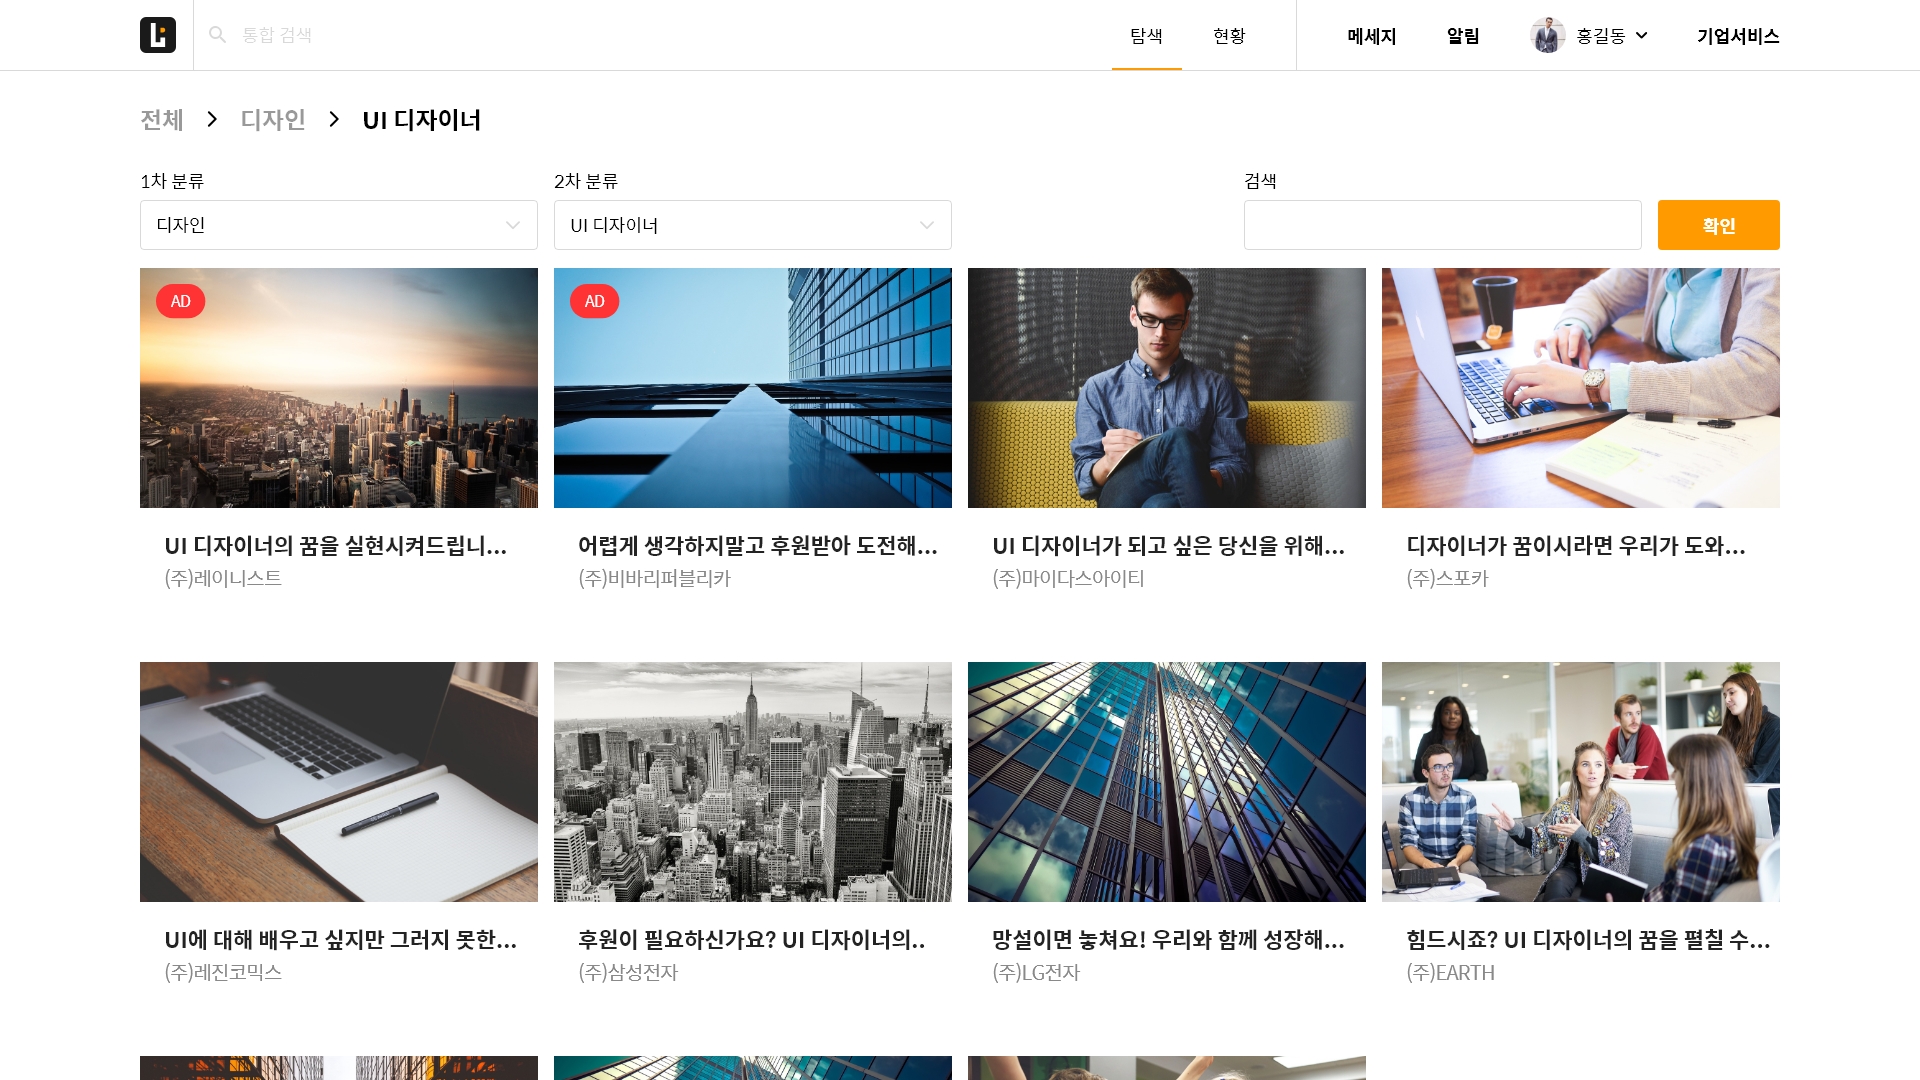 통합 검색
탐색
현황
메세지
알림
홍길동
기업서비스
전체 > 디자인 > UI 디자이너
1차 분류
2차 분류
검색
디자인
UI 디자이너
확인
AD
AD
UI 디자이너의 꿈을 실현시켜드립니...
어렵게 생각하지말고 후원받아 도전해...
UI 디자이너가 되고 싶은 당신을 위해...
디자이너가 꿈이시라면 우리가 도와...
(주)레이니스트
(주)비바리퍼블리카
(주)마이다스아이티
(주)스포카
UI에 대해 배우고 싶지만 그러지 못한...
후원이 필요하신가요? UI 디자이너의..
망설이면 놓쳐요! 우리와 함께 성장해...
힘드시죠? UI 디자이너의 꿈을 펼칠 수...
(주)레진코믹스
(주)삼성전자
(주)LG전자
(주)EARTH